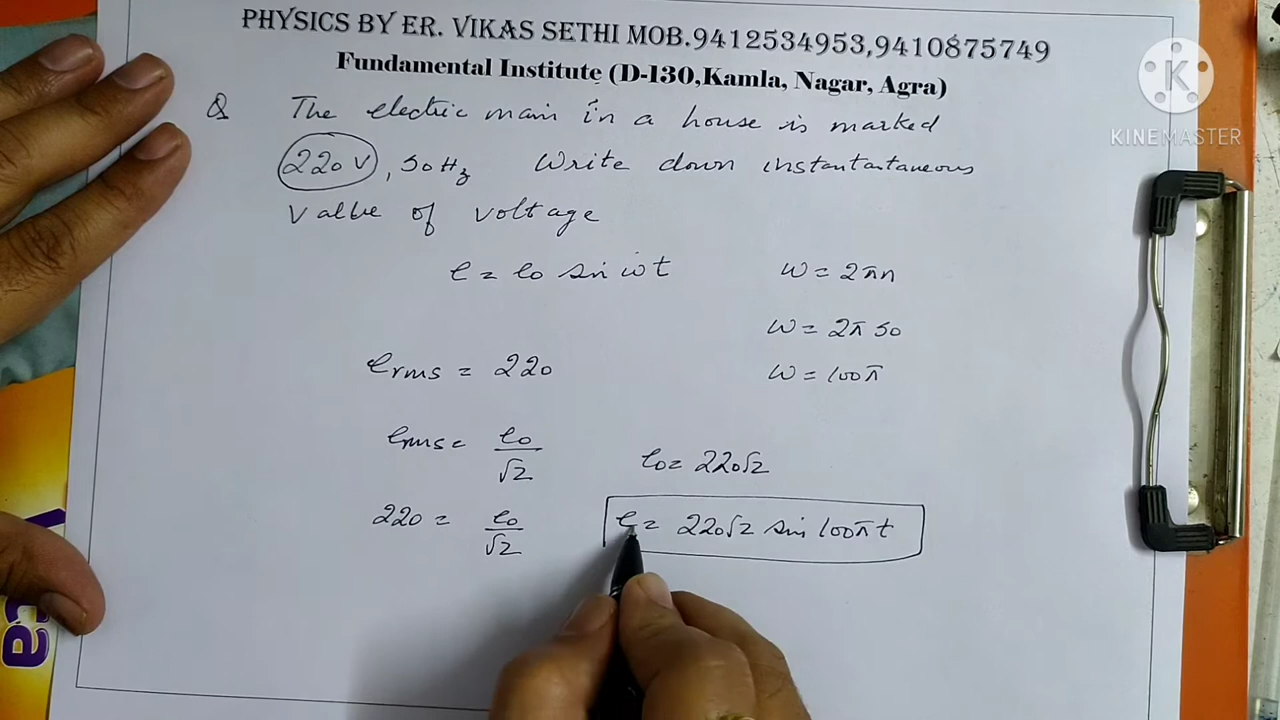 PHYSICS BY ER. VIKAS SETHI MOB.9412534953,9410875749
Fundamental Institute (D-130,Kamla, Nagar, Agra)
KINEMASTER
Q The electric main in a house is marked
220 V, 50 Hz Write down instantantaneous
Value of voltage
e = e0 sin ωt
ω = 2πn
ω = 2π 50
ω = 100π
erms = 220
erms = e0/√2
e0 = 220√2
220 = e0/√2
e = 220√2 sin 100πt